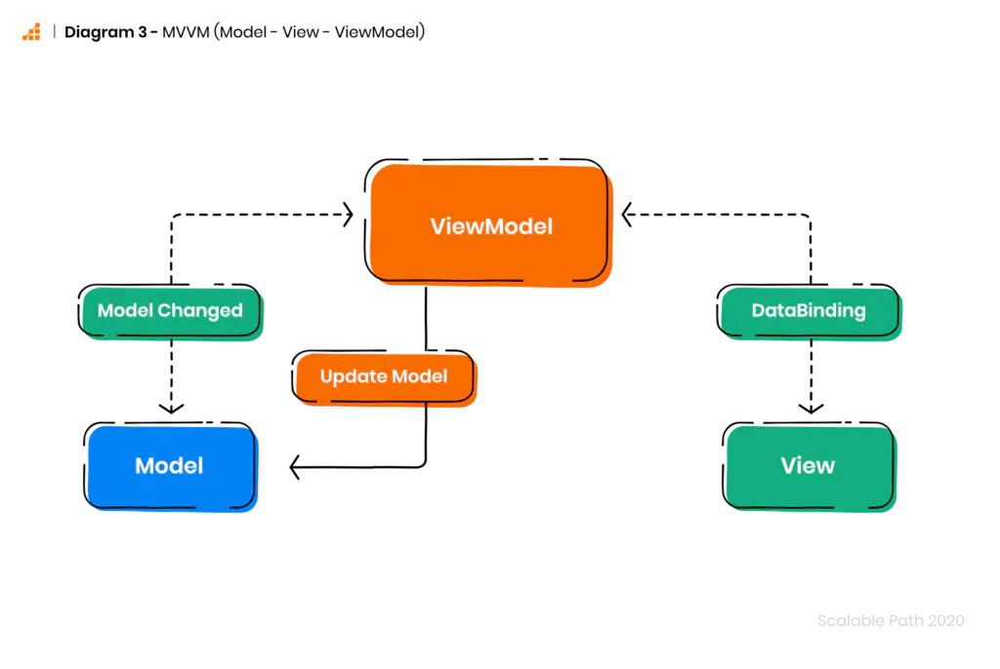 Diagram 3 - MVVM (Model - View - ViewModel)
ViewModel
Model Changed
DataBinding
Update Model
Model
View
Scalable Path 2020